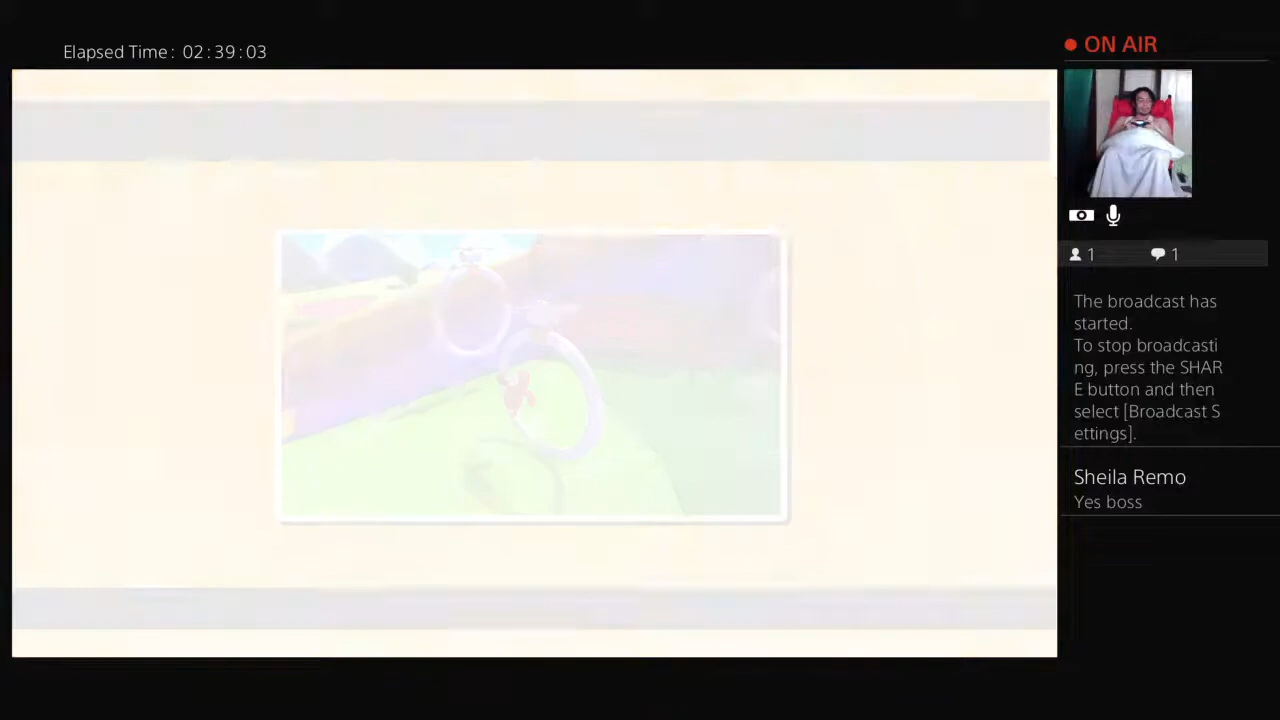 Elapsed Time: 02:39:03
ON AIR
1 1
The broadcast has
started.
To stop broadcasti
ng, press the SHAR
E button and then
select [Broadcast S
ettings].
Sheila Remo
Yes boss